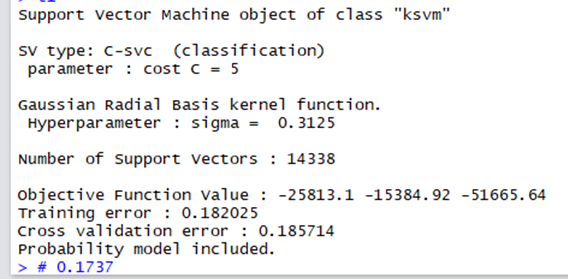 Support Vector Machine object of class "ksvm"
SV type: C-svc  (classification)
 parameter : cost C = 5
Gaussian Radial Basis kernel function.
 Hyperparameter : sigma =  0.3125
Number of Support Vectors : 14338
Objective Function Value : -25813.1 -15384.92 -51665.64
Training error : 0.182025
Cross validation error : 0.185714
Probability model included.
> # 0.1737